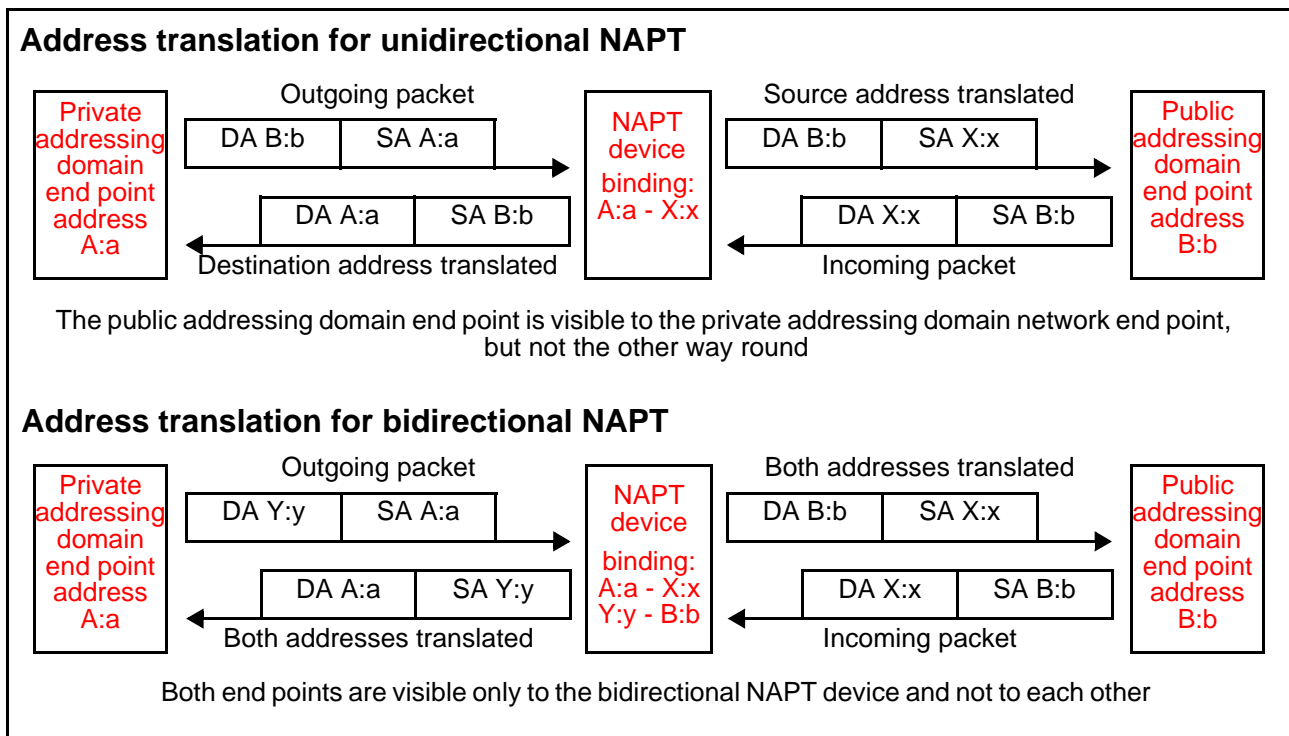 Address translation for unidirectional NAPT
Outgoing packet
Source address translated
Private
addressing
domain
end point
address
A:a
DA B:b
SA A:a
DA A:a
SA B:b
Destination address translated
NAPT
device
binding:
A:a - X:x
DA B:b
SA X:x
DA X:x
SA B:b
Incoming packet
Public
addressing
domain
end point
address
B:b
The public addressing domain end point is visible to the private addressing domain network end point,
but not the other way round
Address translation for bidirectional NAPT
Outgoing packet
Both addresses translated
Private
addressing
domain
end point
address
A:a
DA Y:y
SA A:a
DA A:a
SA Y:y
Both addresses translated
NAPT
device
binding:
A:a - X:x
Y:y - B:b
DA B:b
SA X:x
DA X:x
SA B:b
Incoming packet
Public
addressing
domain
end point
address
B:b
Both end points are visible only to the bidirectional NAPT device and not to each other